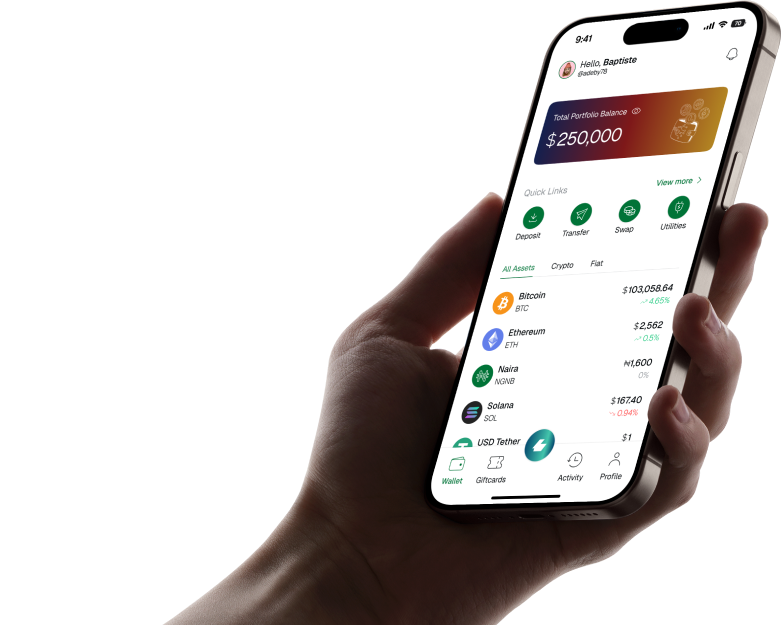 9:41
70
Hello, Baptiste
@adeby78
Total Portfolio Balance
$250,000
Quick Links
View more
Deposit
Transfer
Swap
Utilities
All Assets
Crypto
Fiat
Bitcoin
$103,058.64
BTC
4.65%
Ethereum
$2,562
ETH
0.5%
Naira
₦1,600
NGNB
0%
Solana
$167.40
SOL
0.94%
USD Tether
$1
Wallet
Giftcards
Activity
Profile